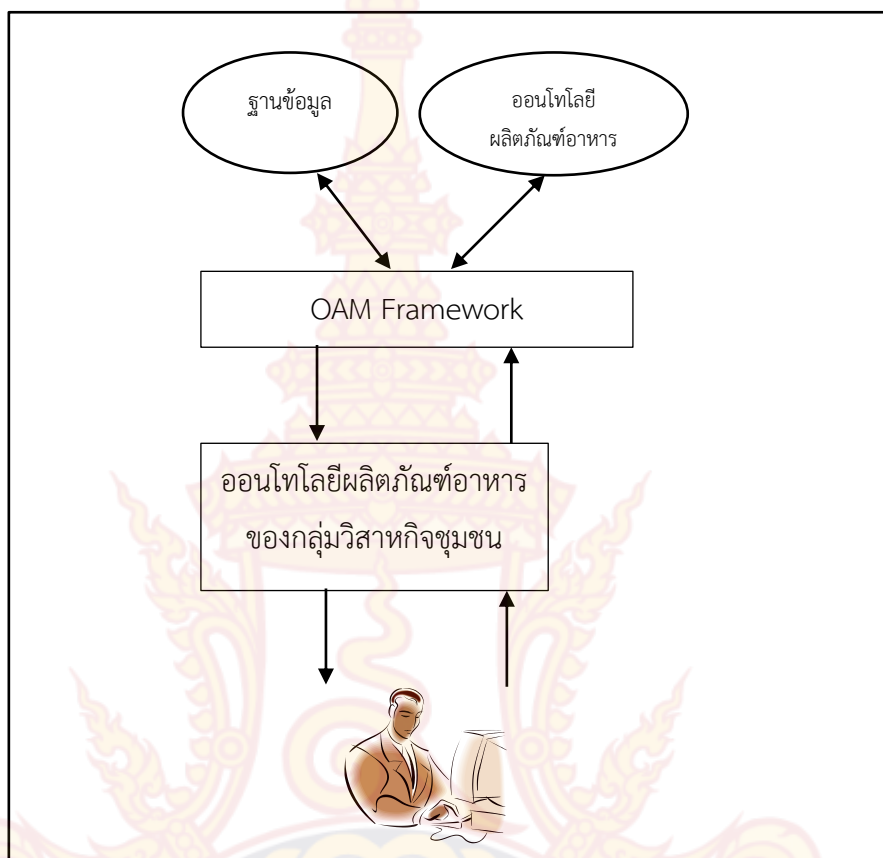 ฐานข้อมูล
ออนโทโลยี
ผลิตภัณฑ์อาหาร
OAM Framework
ออนโทโลยีผลิตภัณฑ์อาหาร
ของกลุ่มวิสาหกิจชุมชน